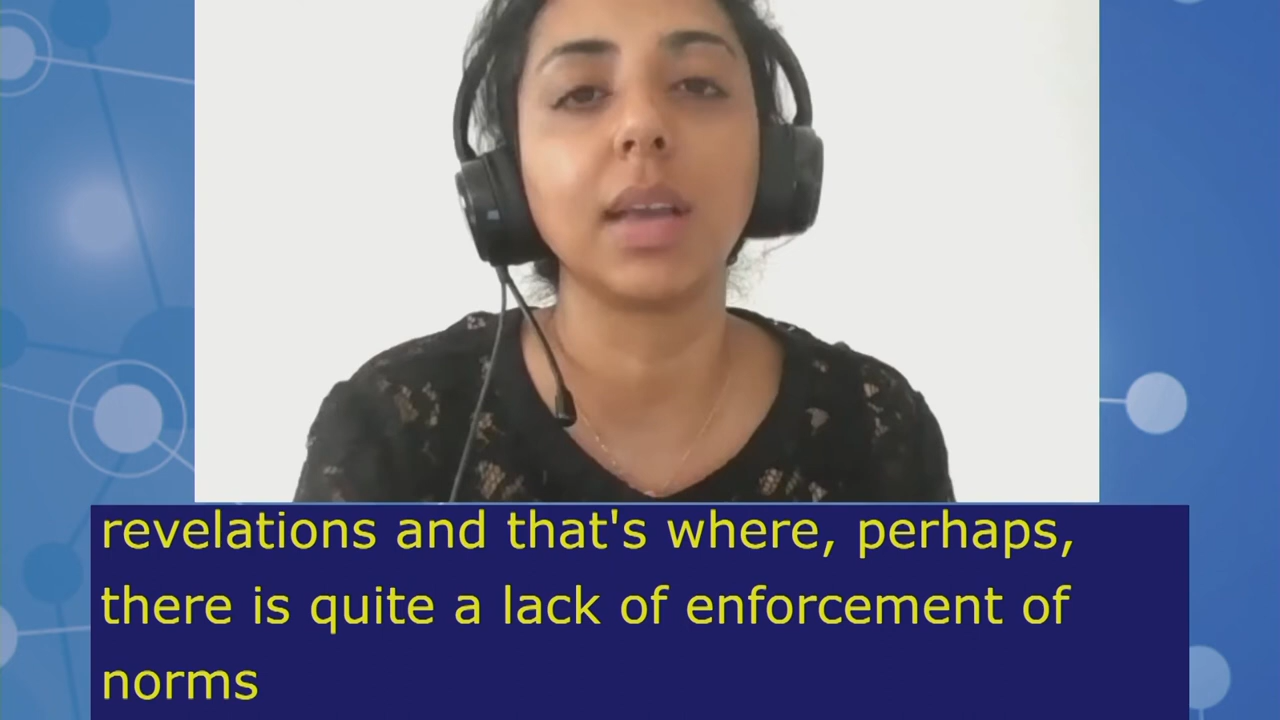 revelations and that's where, perhaps,
there is quite a lack of enforcement of
norms